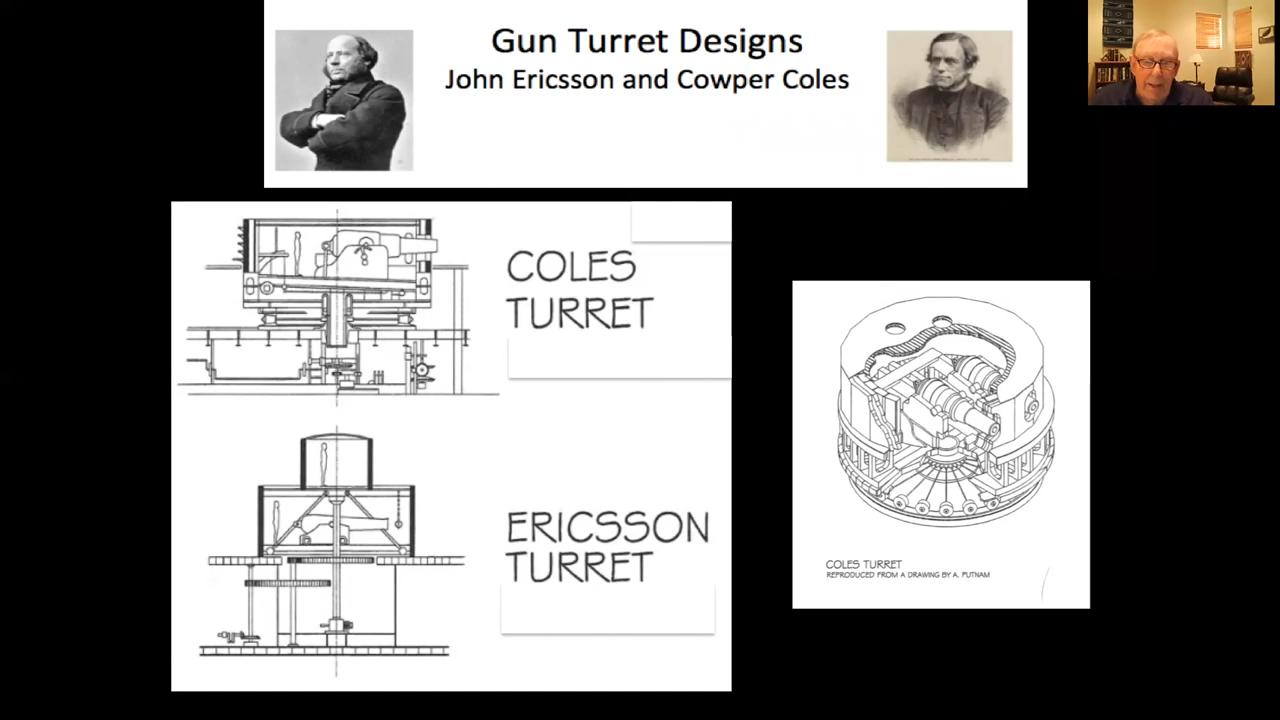 Gun Turret Designs
John Ericsson and Cowper Coles
COLES
TURRET
ERICSSON
TURRET
COLES TURRET
REPRODUCED FROM A DRAWING BY A. PUTNAM